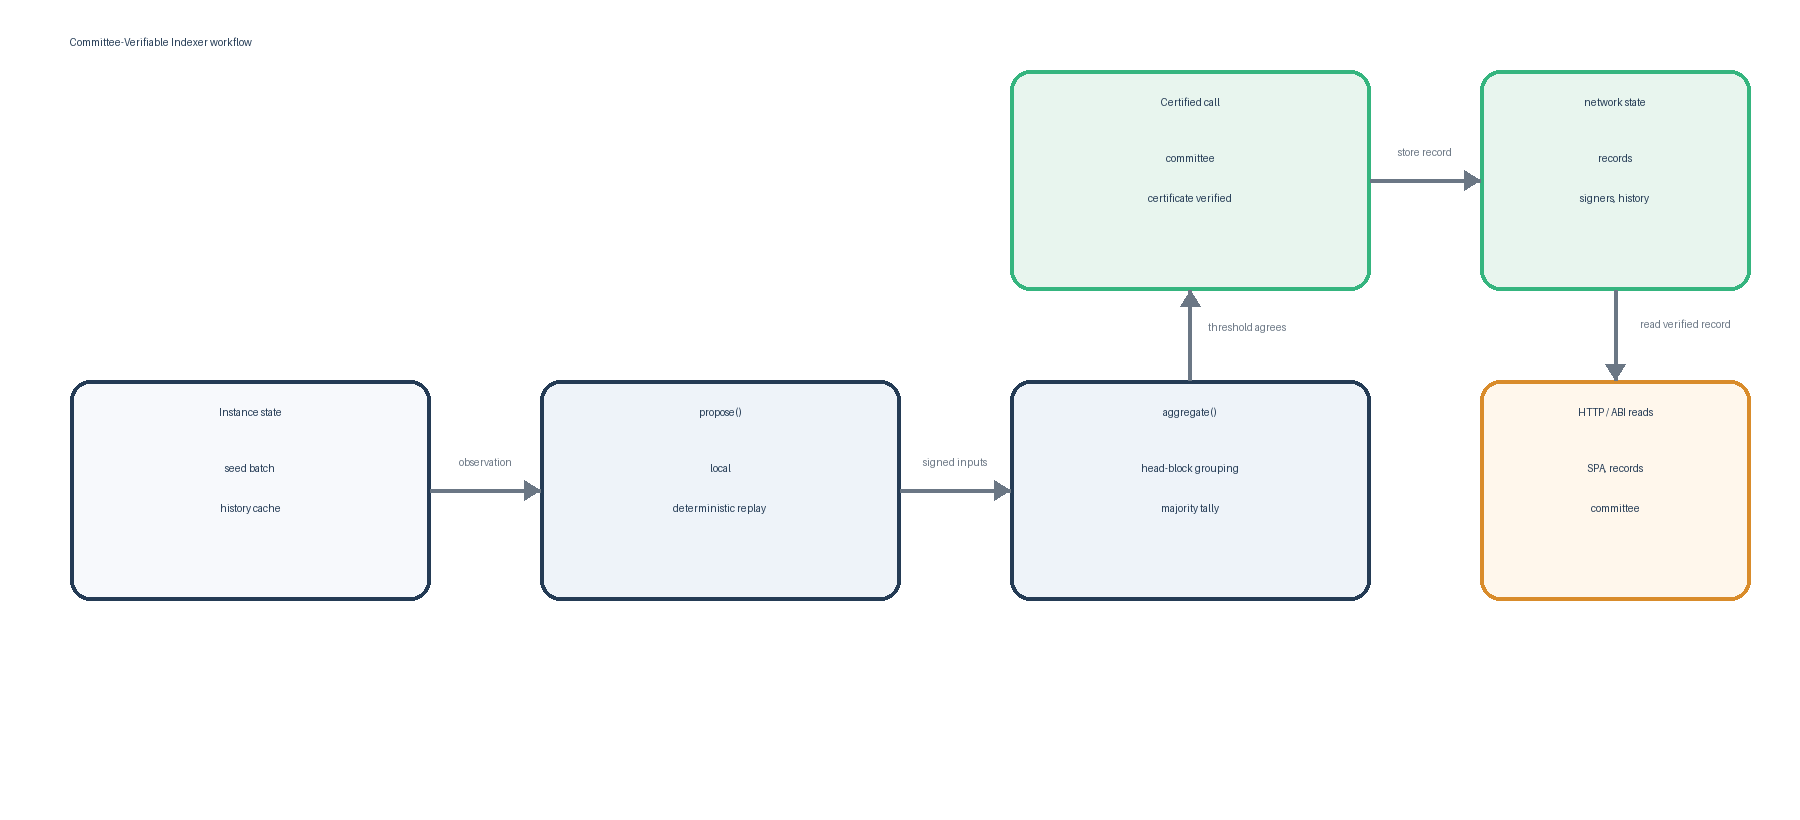 Committee-Verifiable Indexer workflow
Certified call
committee
certificate verified
store record
network state
records
signers, history
threshold agrees
read verified record
Instance state
seed batch
history cache
observation
propose()
local
deterministic replay
signed inputs
aggregate()
head-block grouping
majority tally
HTTP / ABI reads
SPA, records
committee